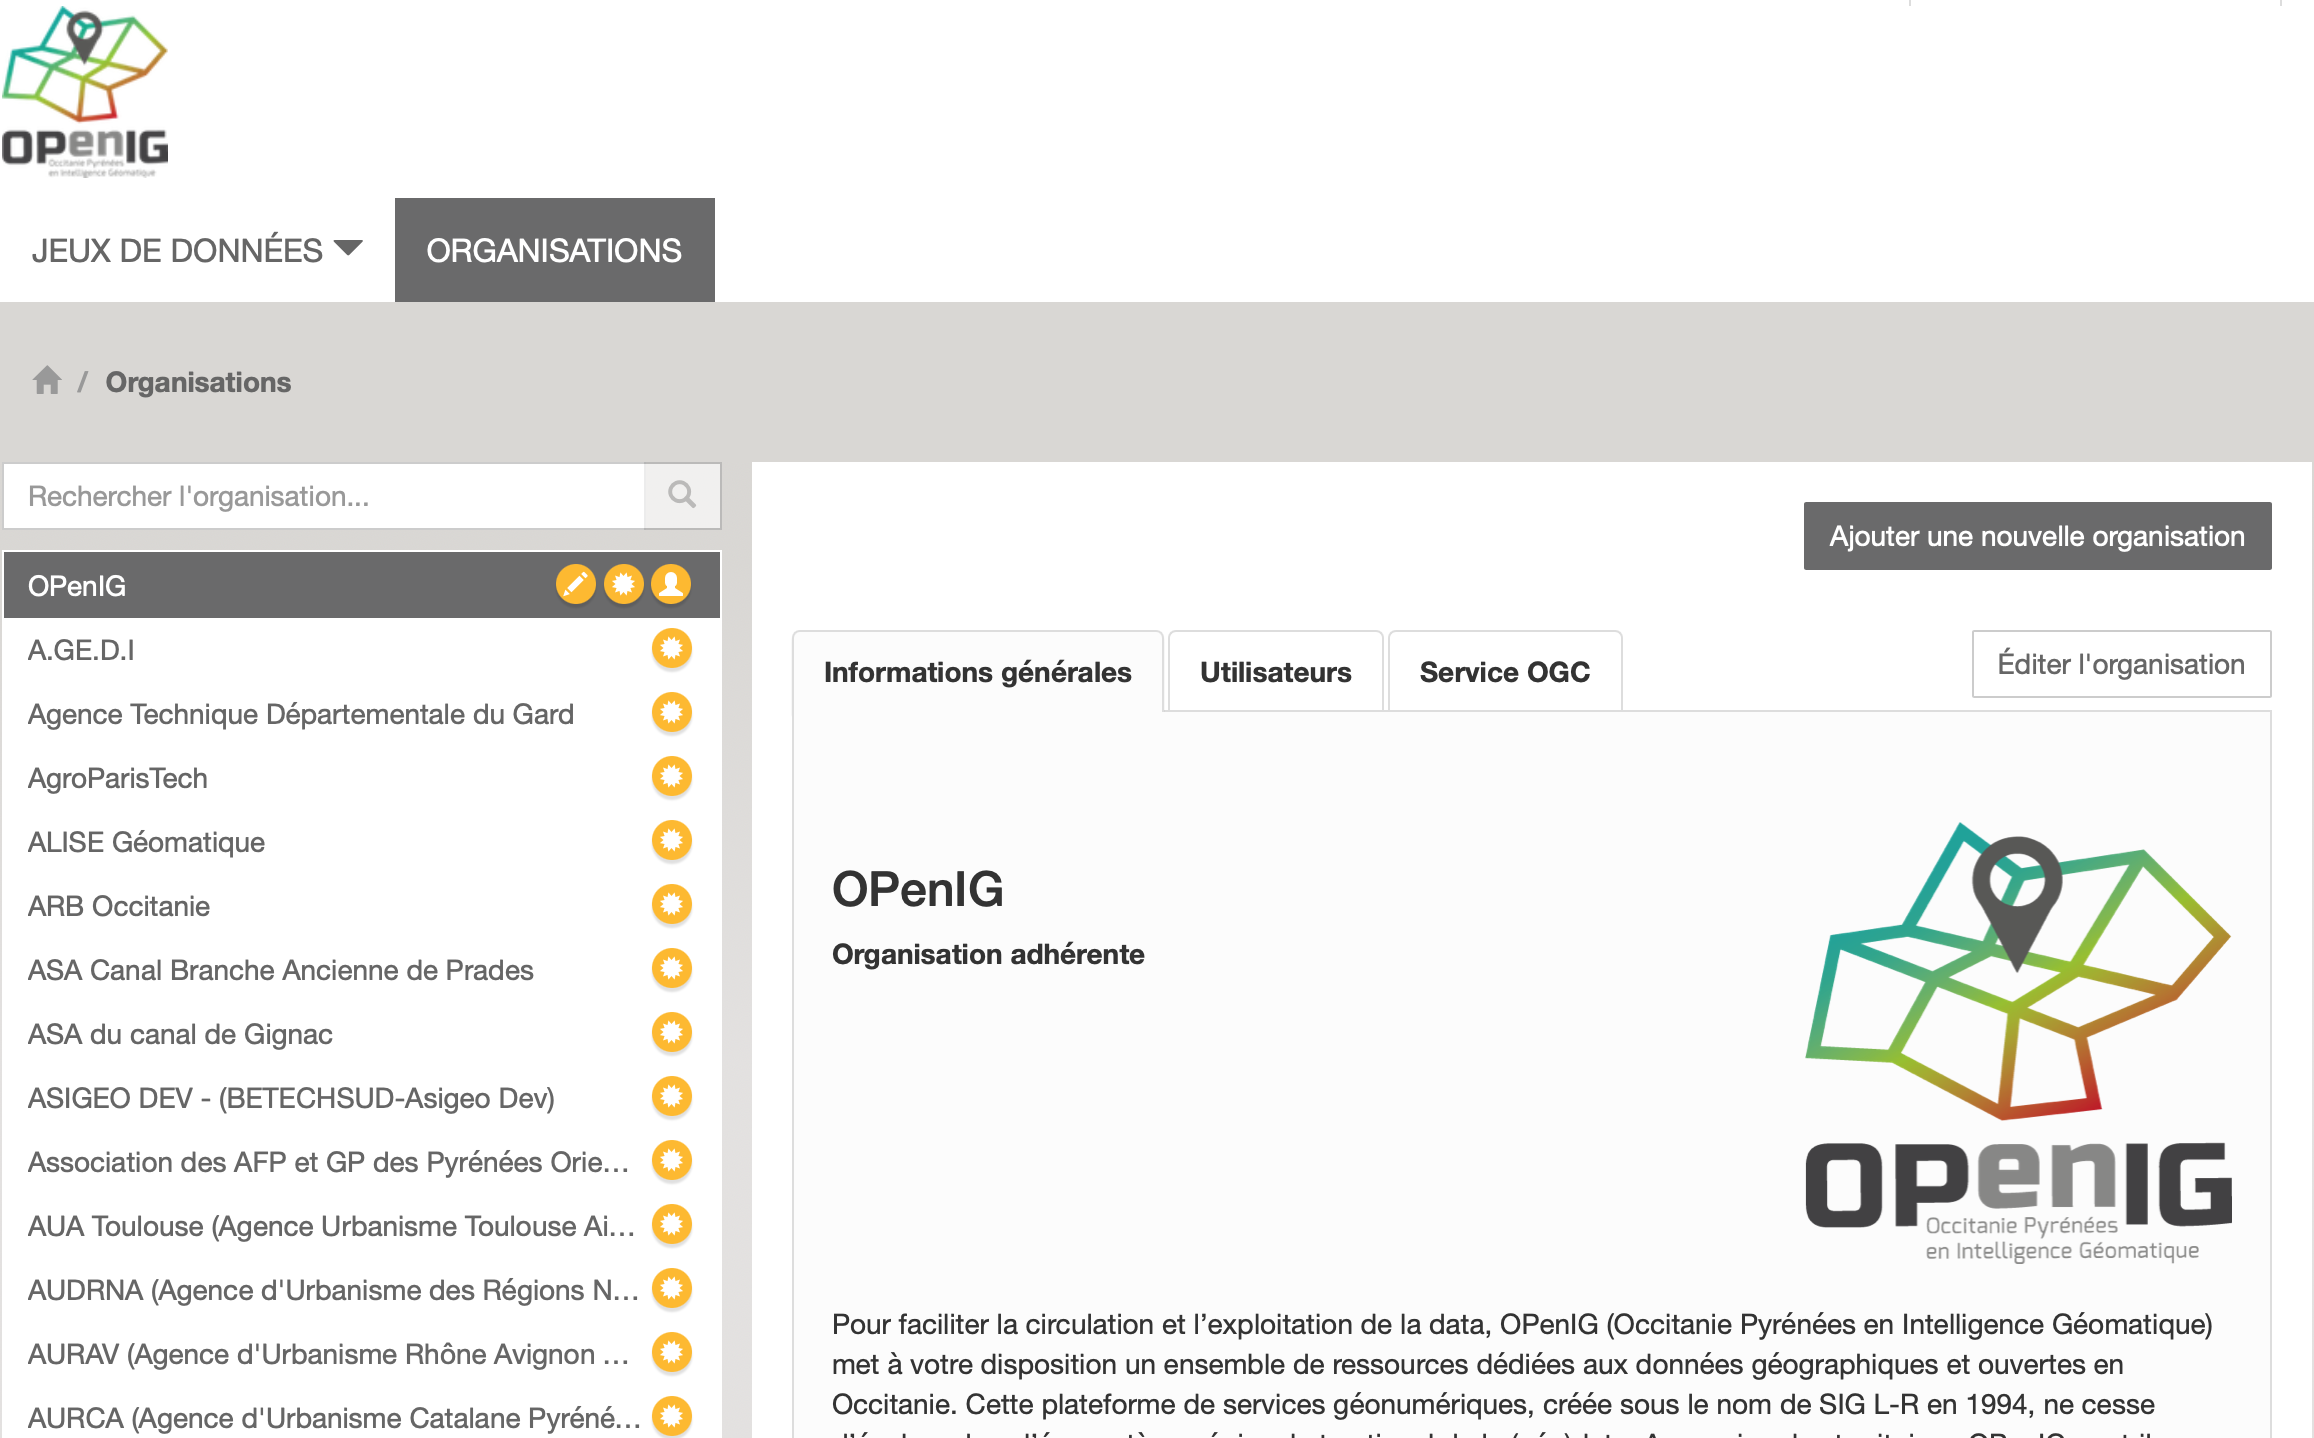 OPenIG
Occitanie Pyrénées
en Intelligence Géomatique
JEUX DE DONNÉES
ORGANISATIONS
/ Organisations
Rechercher l'organisation...
Ajouter une nouvelle organisation
OPenIG
A.GE.D.I
Agence Technique Départementale du Gard
AgroParisTech
ALISE Géomatique
ARB Occitanie
ASA Canal Branche Ancienne de Prades
ASA du canal de Gignac
ASIGEO DEV - (BETECHSUD-Asigeo Dev)
Association des AFP et GP des Pyrénées Orie...
AUA Toulouse (Agence Urbanisme Toulouse Ai...
AUDRNA (Agence d'Urbanisme des Régions N...
AURAV (Agence d'Urbanisme Rhône Avignon ...
AURCA (Agence d'Urbanisme Catalane Pyréné...
Informations générales
Utilisateurs
Service OGC
Éditer l'organisation
OPenIG
Organisation adhérente
OPenIG
Occitanie Pyrénées
en Intelligence Géomatique
Pour faciliter la circulation et l’exploitation de la data, OPenIG (Occitanie Pyrénées en Intelligence Géomatique)
met à votre disposition un ensemble de ressources dédiées aux données géographiques et ouvertes en
Occitanie. Cette plateforme de services géonumériques, créée sous le nom de SIG L-R en 1994, ne cesse